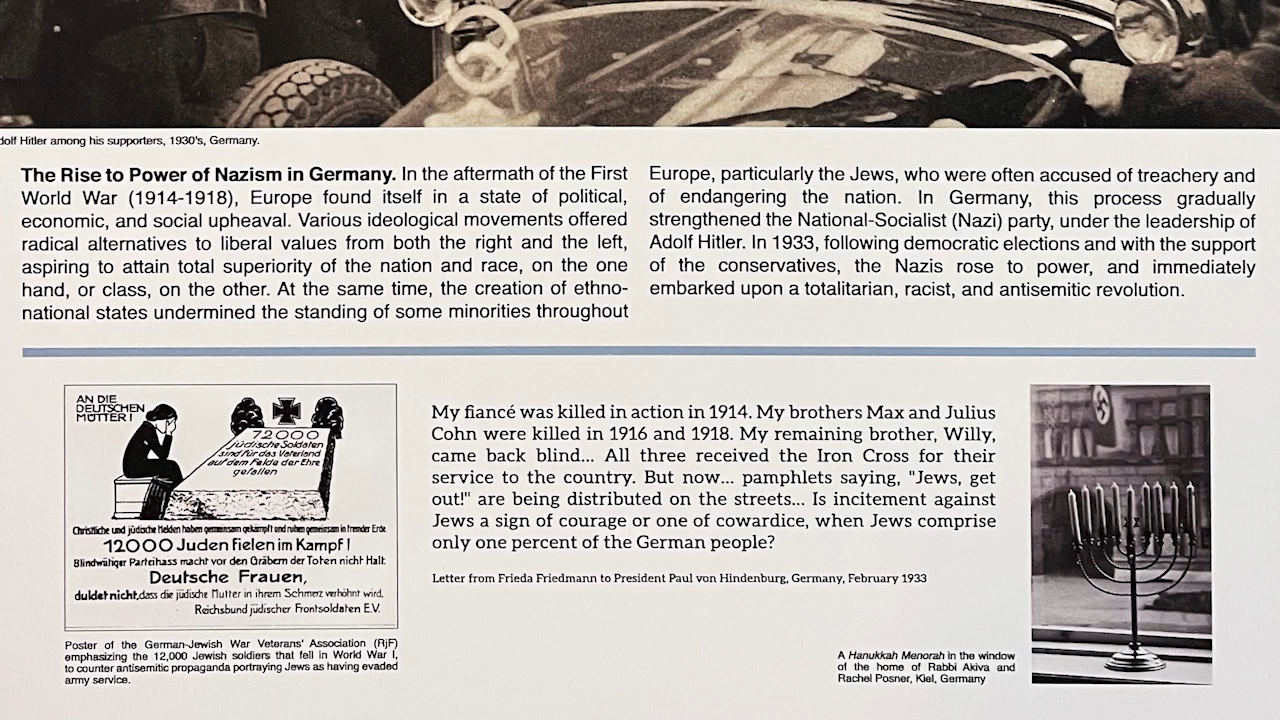 dolf Hitler among his supporters, 1930's, Germany.
The Rise to Power of Nazism in Germany. In the aftermath of the First
World War (1914-1918), Europe found itself in a state of political,
economic, and social upheaval. Various ideological movements offered
radical alternatives to liberal values from both the right and the left,
aspiring to attain total superiority of the nation and race, on the one
hand, or class, on the other. At the same time, the creation of ethno-
national states undermined the standing of some minorities throughout
Europe, particularly the Jews, who were often accused of treachery and
of endangering the nation. In Germany, this process gradually
strengthened the National-Socialist (Nazi) party, under the leadership of
Adolf Hitler. In 1933, following democratic elections and with the support
of the conservatives, the Nazis rose to power, and immediately
embarked upon a totalitarian, racist, and antisemitic revolution.
AN DIE
DEUTSCHEN
MÜTTER!
72000
jüdische Soldaten
sind für das Vaterland
auf dem Felde der Ehre
gefallen
Christliche und jüdische Helden haben gemeinsam gekämpft und ruhen gemeinsam in fremder Erde.
12000 Juden fielen im Kampf!
Blindwütiger Parteihass macht vor den Gräbern der Toten nicht Halt.
Deutsche Frauen,
duldet nicht, dass die jüdische Mutter in ihrem Schmerz verhöhnt wird.
Reichsbund jüdischer Frontsoldaten E.V.
Poster of the German-Jewish War Veterans' Association (RjF)
emphasizing the 12,000 Jewish soldiers that fell in World War I,
to counter antisemitic propaganda portraying Jews as having evaded
army service.
My fiancé was killed in action in 1914. My brothers Max and Julius
Cohn were killed in 1916 and 1918. My remaining brother, Willy,
came back blind... All three received the Iron Cross for their
service to the country. But now... pamphlets saying, "Jews, get
out!" are being distributed on the streets... Is incitement against
Jews a sign of courage or one of cowardice, when Jews comprise
only one percent of the German people?
Letter from Frieda Friedmann to President Paul von Hindenburg, Germany, February 1933
A Hanukkah Menorah in the window
of the home of Rabbi Akiva and
Rachel Posner, Kiel, Germany